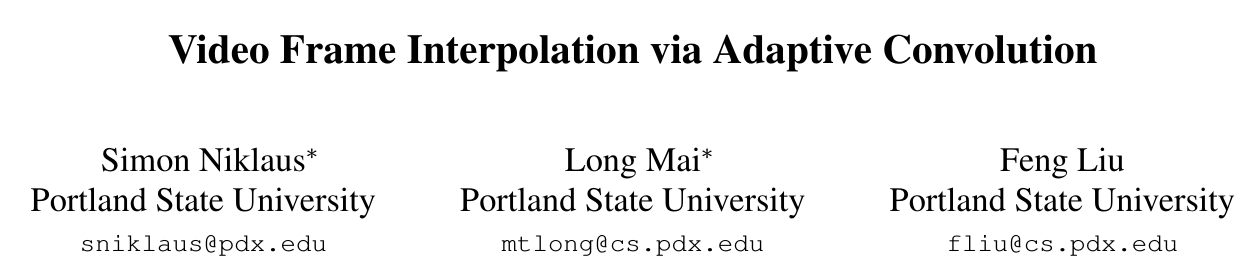 Video Frame Interpolation via Adaptive Convolution
Simon Niklaus* Long Mai* Feng Liu
Portland State University Portland State University Portland State University
sniklaus@pdx.edu mtlong@cs.pdx.edu fliu@cs.pdx.edu